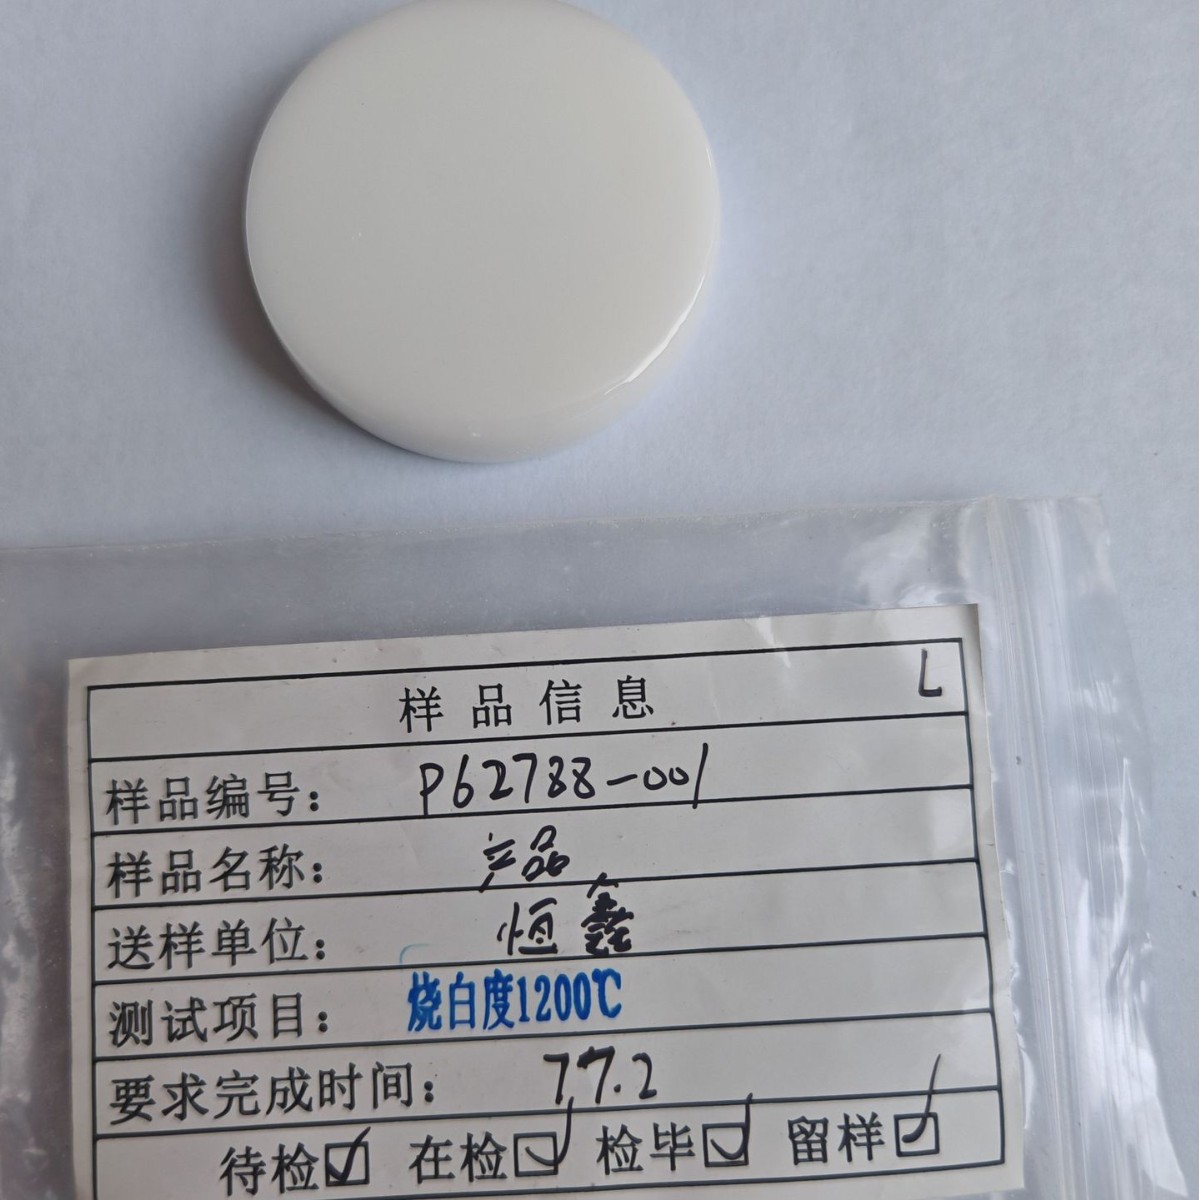 样品信息 L
样品编号： P62788-001
样品名称： 产品
送样单位： 恒鑫
测试项目： 烧白度1200℃
要求完成时间： 77.2
待检☑ 在检☑ 检毕☑ 留样☑